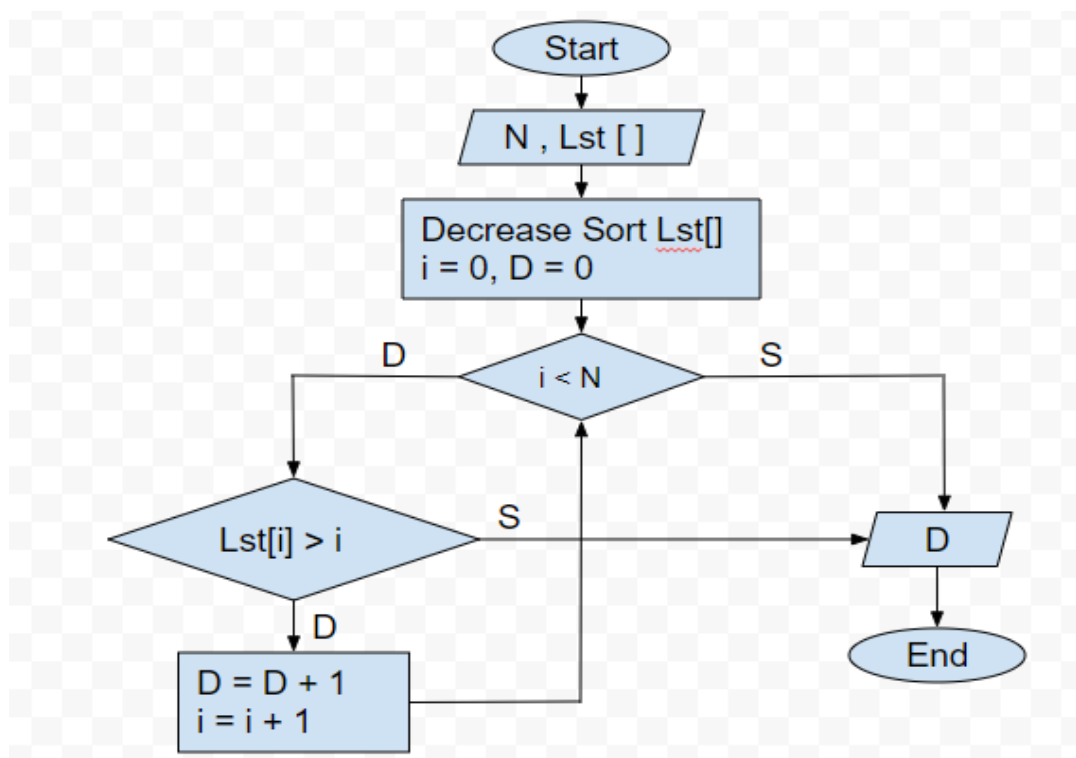 Start
N , Lst [ ]
Decrease Sort Lst[]
i = 0, D = 0
D
i < N
S
Lst[i] > i
S
D
D
D = D + 1
i = i + 1
End